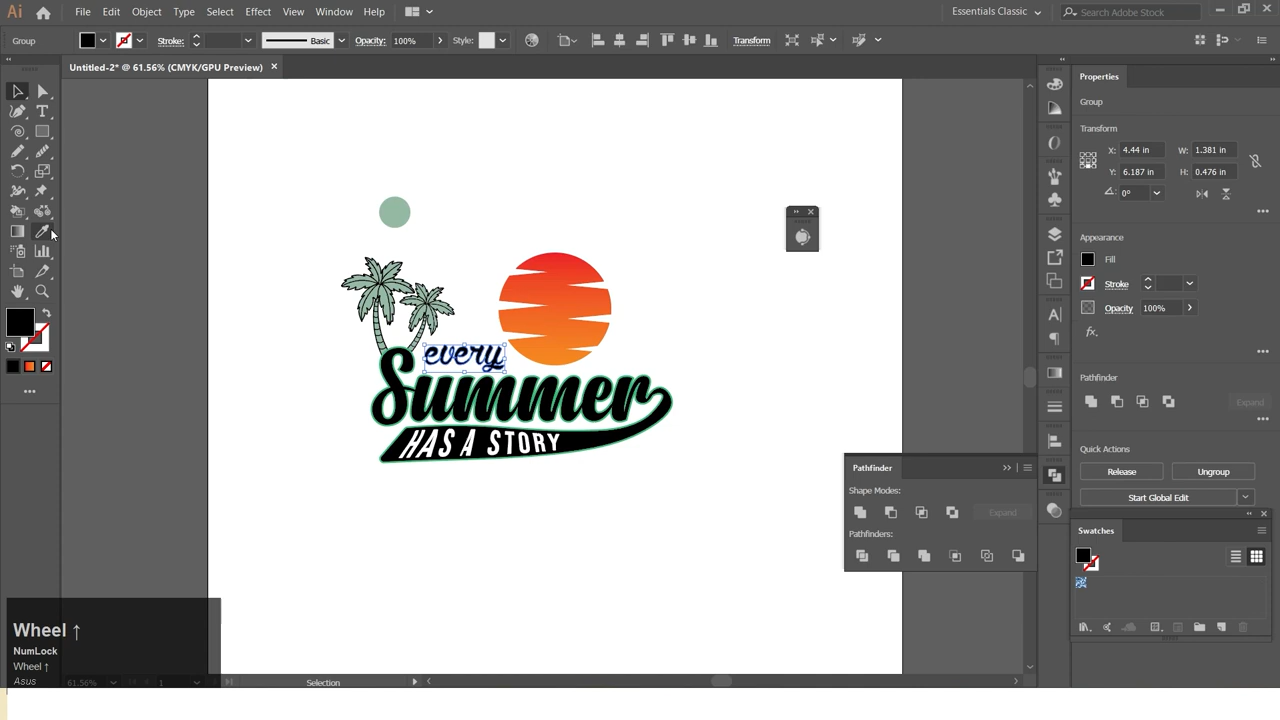 Ai File Edit Object Type Select Effect View Window Help Essentials Classic Search Adobe Stock
Group Stroke: Basic Opacity: 100% Style: Transform
Untitled-2* @ 61.56% (CMYK/GPU Preview)
Properties
Group
Transform
X: 4.44 in W: 1.381 in
Y: 6.187 in H: 0.476 in
0°
Appearance
Fill
Stroke
Opacity 100%
fx.
Pathfinder
Expand
Quick Actions
Release Ungroup
Start Global Edit
Swatches
every
Summer
HAS A STORY
Pathfinder
Shape Modes:
Expand
Pathfinders:
Wheel ↑
NumLock
Wheel ↑
Asus
61.56% 1 Selection